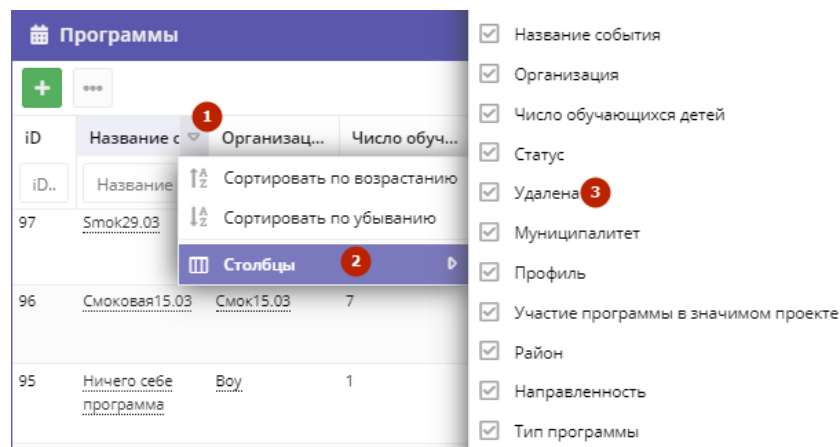 Программы
+ •••
1
iD Название с Организац... Число обуч...
iD.. Название
Сортировать по возрастанию
Сортировать по убыванию
Столбцы 2
97 Smok29.03
96 Смоковая15.03 Смок15.03 7
95 Ничего себе Boy 1
программа
Название события
Организация
Число обучающихся детей
Статус
Удалена 3
Муниципалитет
Профиль
Участие программы в значимом проекте
Район
Направленность
Тип программы